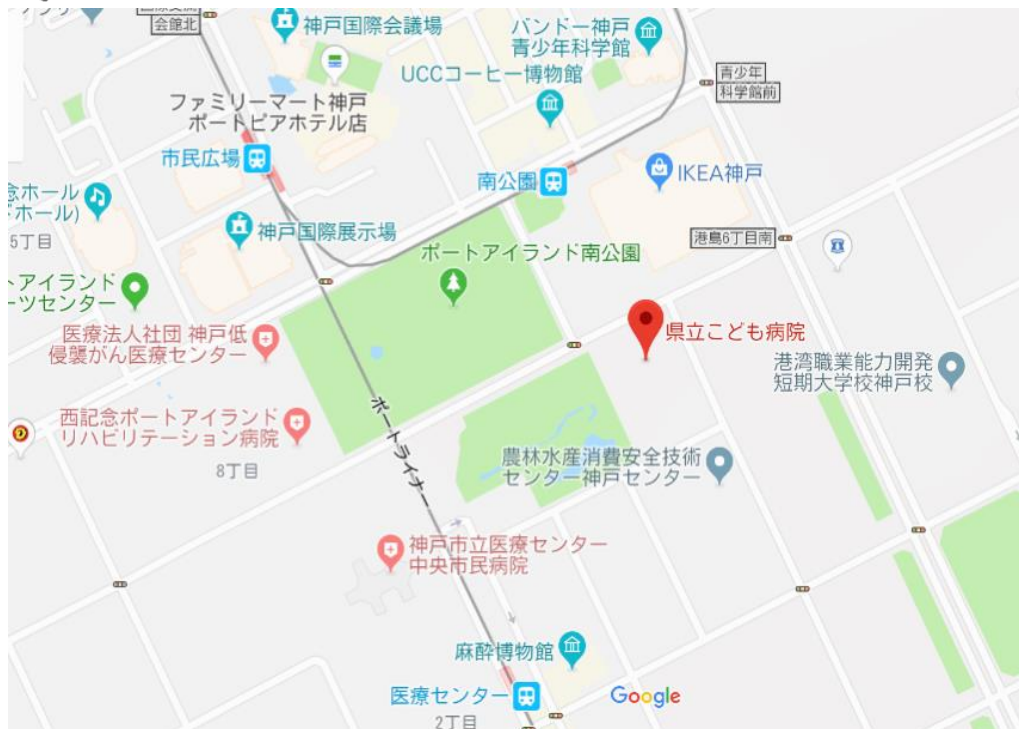 会館北
神戸国際会議場
バンドー神戸
青少年科学館
UCCコーヒー博物館
青少年
科学館前
ファミリーマート神戸
ポートピアホテル店
市民広場
南公園
IKEA神戸
念ホール
ドホール)
5丁目
神戸国際展示場
港島6丁目南
ポートアイランド南公園
トアイランド
ーツセンター
医療法人社団 神戸低
侵襲がん医療センター
県立こども病院
港湾職業能力開発
短期大学校神戸校
西記念ポートアイランド
リハビリテーション病院
8丁目
ポートライナー
農林水産消費安全技術
センター神戸センター
神戸市立医療センター
中央市民病院
麻酔博物館
医療センター
Google
2丁目